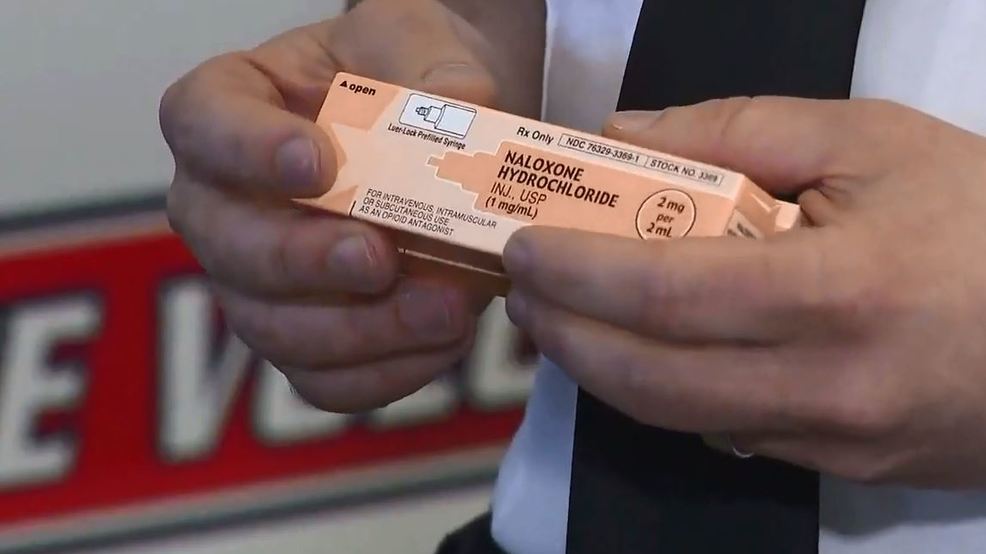 ▲open
Luer-Lock Prefilled Syringe
Rx Only NDC 76329-3369-1 STOCK NO. 3369
NALOXONE
HYDROCHLORIDE
INJ., USP
(1 mg/mL)
2 mg
per
2 mL
FOR INTRAVENOUS, INTRAMUSCULAR
OR SUBCUTANEOUS USE
AS AN OPIOID ANTAGONIST